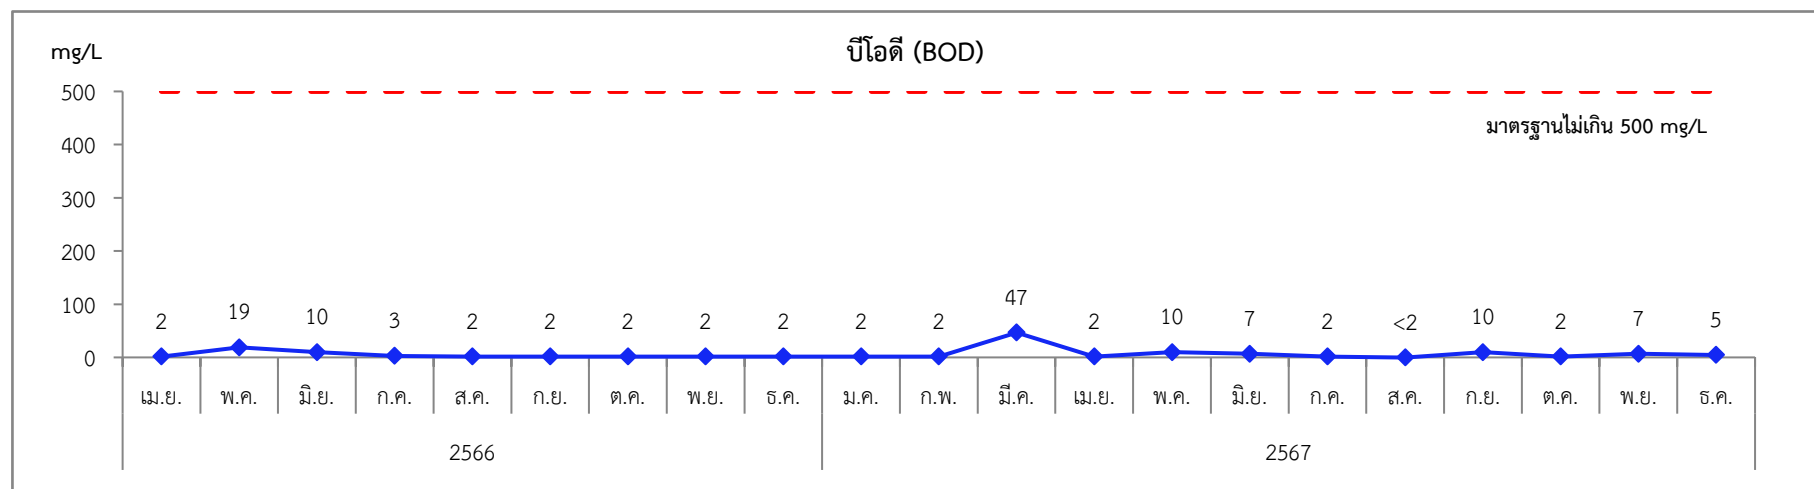 บีโอดี (BOD)
mg/L
500
มาตรฐานไม่เกิน 500 mg/L
400
300
200
100
0
2 19 10 3 2 2 2 2 2 2 2 47 2 10 7 2 <2 10 2 7 5
เม.ย. พ.ค. มิ.ย. ก.ค. ส.ค. ก.ย. ต.ค. พ.ย. ธ.ค. ม.ค. ก.พ. มี.ค. เม.ย. พ.ค. มิ.ย. ก.ค. ส.ค. ก.ย. ต.ค. พ.ย. ธ.ค.
2566 2567